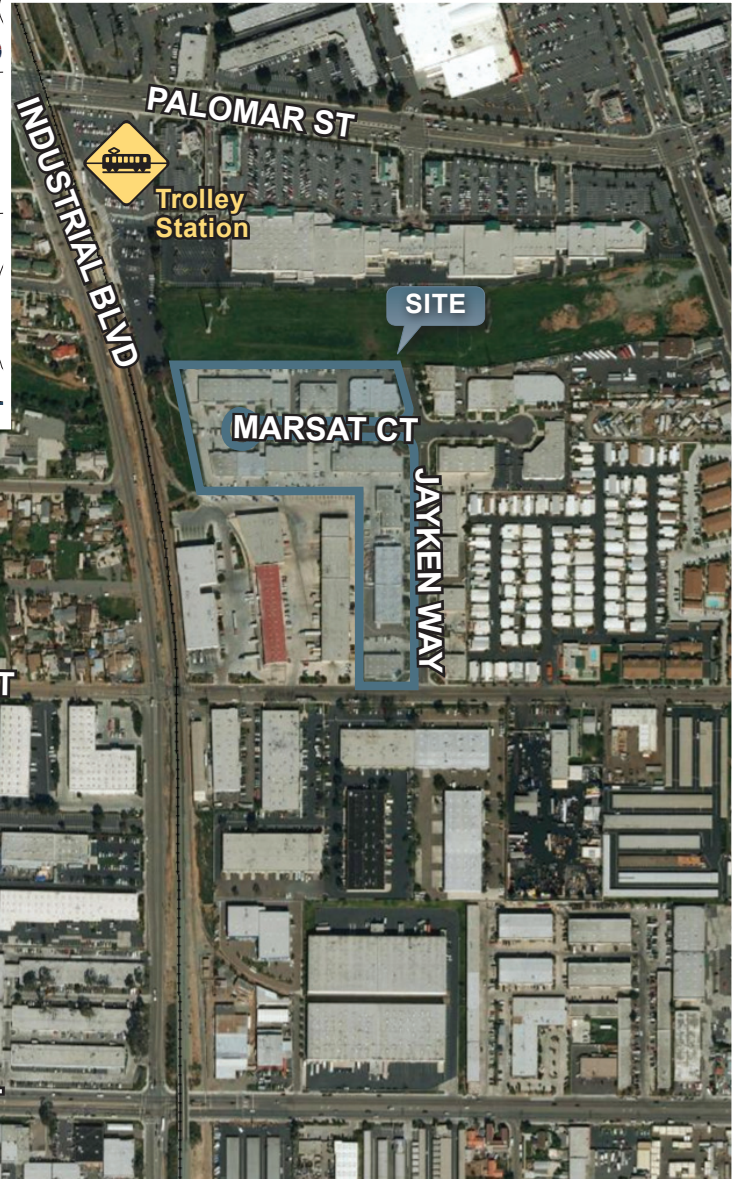 PALOMAR ST
INDUSTRIAL BLVD
Trolley
Station
SITE
MARSAT CT
JAYKEN WAY
T